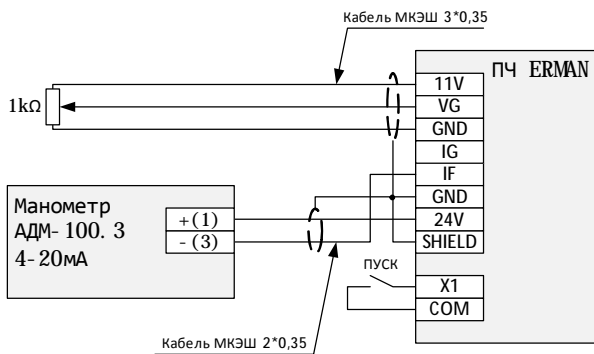 Кабель МКЭШ 3*0,35
ПЧ ERMAN
11V
1kΩ
VG
GND
IG
IF
Манометр
GND
АДМ-100.3
+(1)
24V
4-20мА
-(3)
SHIELD
ПУСК
X1
COM
Кабель МКЭШ 2*0,35